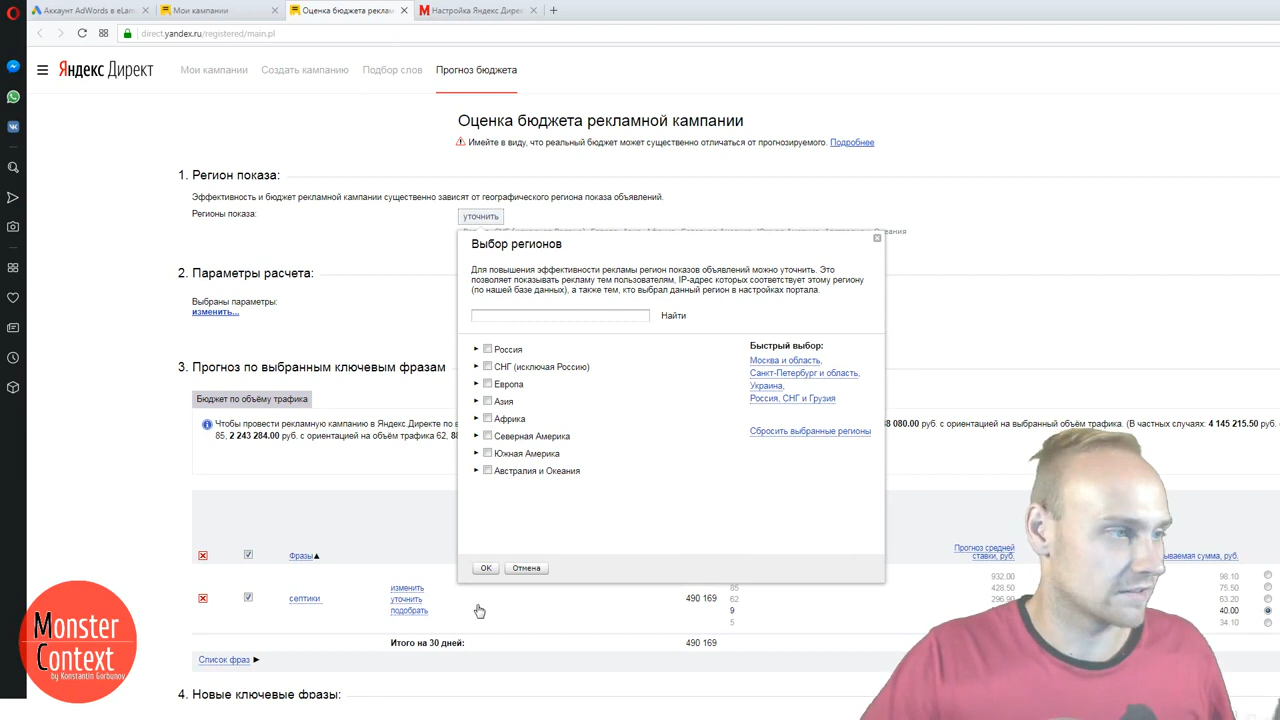 Аккаунт AdWords в eLam
Мои кампании
Оценка бюджета реклам
Настройка Яндекс Дирек
direct.yandex.ru/registered/main.pl
Яндекс Директ
Мои кампании
Создать кампанию
Подбор слов
Прогноз бюджета
Оценка бюджета рекламной кампании
Имейте в виду, что реальный бюджет может существенно отличаться от прогнозируемого. Подробнее
1. Регион показа:
Эффективность и бюджет рекламной кампании существенно зависят от географического региона показа объявлений.
Регионы показа:
уточнить
Выбор регионов
Для повышения эффективности рекламы регион показов объявлений можно уточнить. Это
позволяет показывать рекламу тем пользователям, IP-адрес которых соответствует этому региону
(по нашей базе данных), а также тем, кто выбрал данный регион в настройках портала.
Найти
Россия
СНГ (исключая Россию)
Европа
Азия
Африка
Северная Америка
Южная Америка
Австралия и Океания
Быстрый выбор:
Москва и область,
Санкт-Петербург и область,
Украина,
Россия, СНГ и Грузия
Сбросить выбранные регионы
OK
Отмена
2. Параметры расчета:
Выбраны параметры:
изменить...
3. Прогноз по выбранным ключевым фразам
Бюджет по объёму трафика
Чтобы провести рекламную кампанию в Яндекс.Директе по в
85, 2 243 284.00 руб. с ориентацией на объём трафика 62, 8
88 080.00 руб. с ориентацией на выбранный объём трафика. (В частных случаях: 4 145 215.50 руб. с
Фразы▲
Прогноз средней
ставки, руб.
ываемая сумма, руб.
септики
изменить
уточнить
подобрать
490 169
85
62
9
5
932.00
428.50
296.90
98.10
75.50
63.20
40.00
34.10
Итого на 30 дней:
490 169
Список фраз ►
4. Новые ключевые фразы:
Monster
Context
by Konstantin Gorbunov